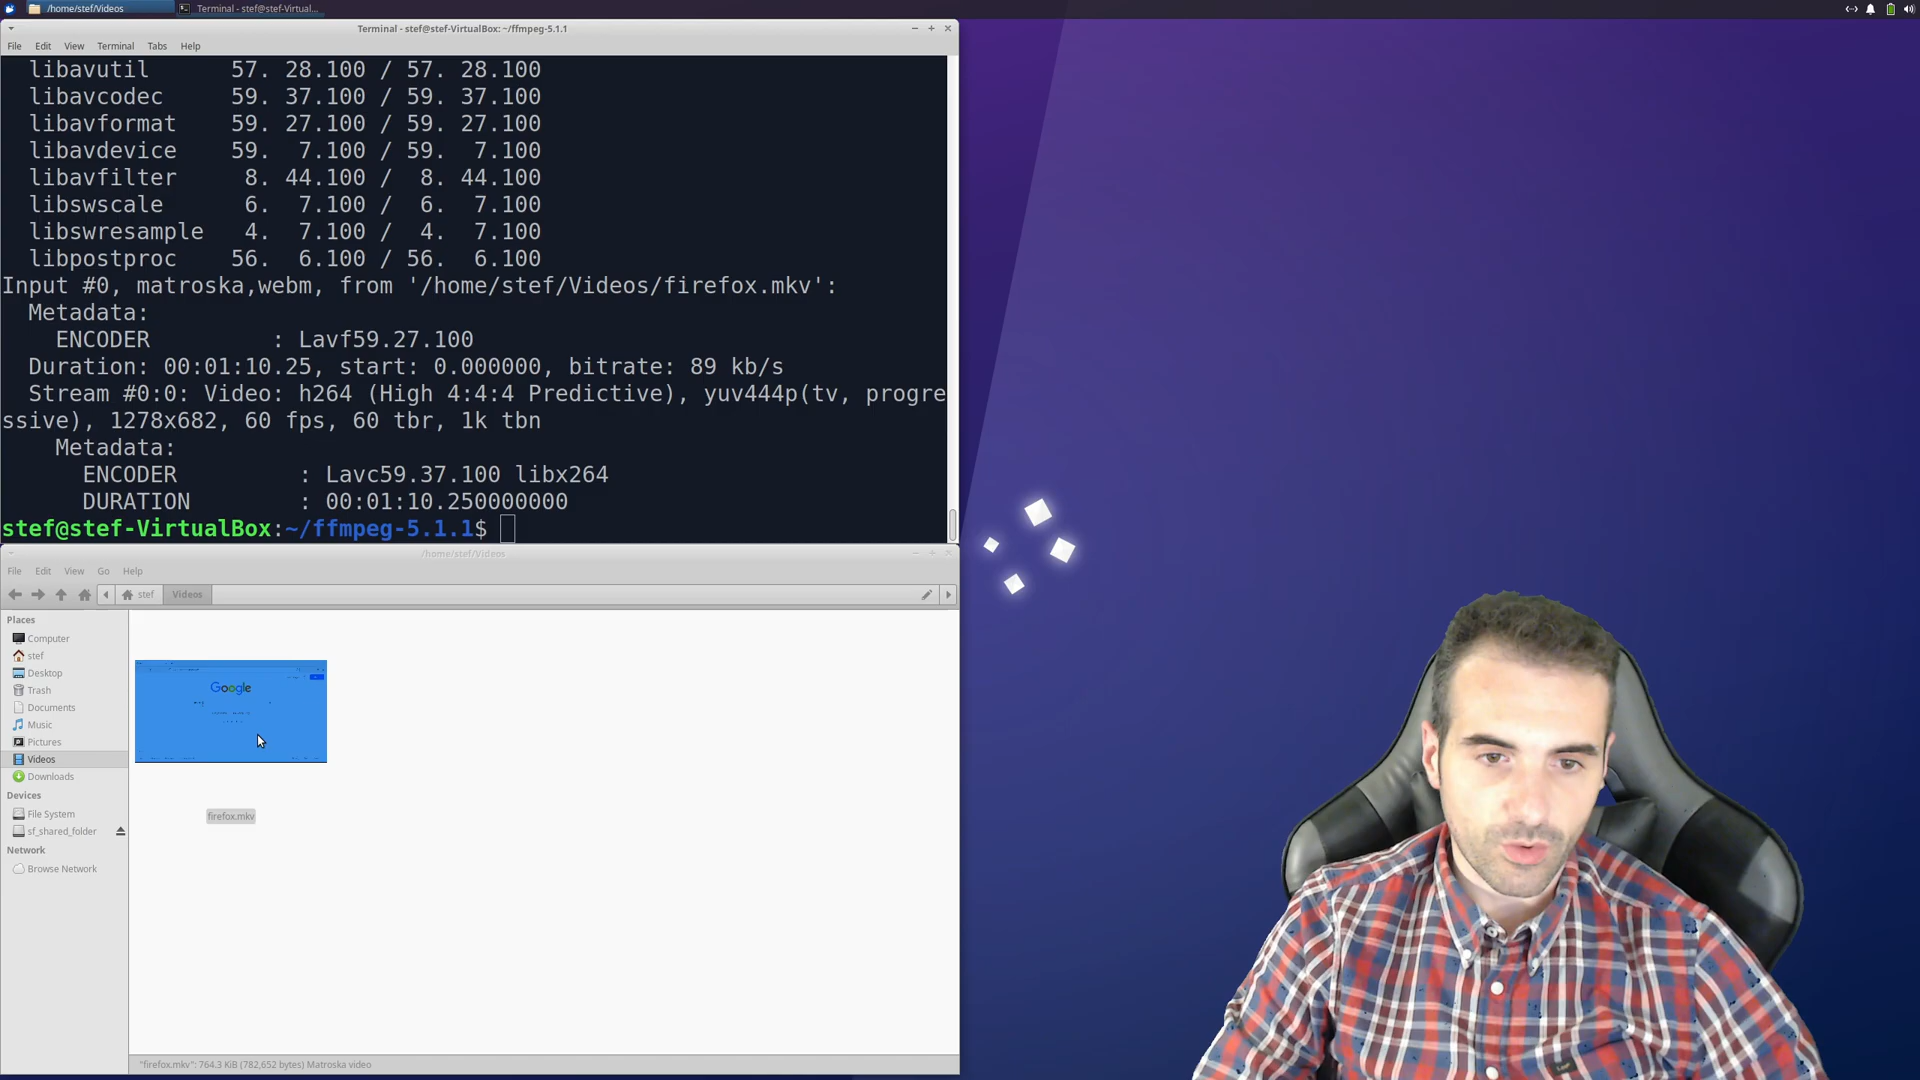 /home/stef/Videos
Terminal - stef@stef-Virtual...
Terminal - stef@stef-VirtualBox: ~/ffmpeg-5.1.1
File Edit View Terminal Tabs Help
libavutil 57. 28.100 / 57. 28.100
libavcodec 59. 37.100 / 59. 37.100
libavformat 59. 27.100 / 59. 27.100
libavdevice 59. 7.100 / 59. 7.100
libavfilter 8. 44.100 / 8. 44.100
libswscale 6. 7.100 / 6. 7.100
libswresample 4. 7.100 / 4. 7.100
libpostproc 56. 6.100 / 56. 6.100
Input #0, matroska,webm, from '/home/stef/Videos/firefox.mkv':
Metadata:
ENCODER : Lavf59.27.100
Duration: 00:01:10.25, start: 0.000000, bitrate: 89 kb/s
Stream #0:0: Video: h264 (High 4:4:4 Predictive), yuv444p(tv, progre
ssive), 1278x682, 60 fps, 60 tbr, 1k tbn
Metadata:
ENCODER : Lavc59.37.100 libx264
DURATION : 00:01:10.250000000
stef@stef-VirtualBox:~/ffmpeg-5.1.1$
/home/stef/Videos
File Edit View Go Help
stef Videos
Places
Computer
stef
Desktop
Trash
Documents
Music
Pictures
Videos
Downloads
Devices
File System
sf_shared_folder
Network
Browse Network
Google
firefox.mkv
"firefox.mkv": 764.3 KiB (782,652 bytes) Matroska video